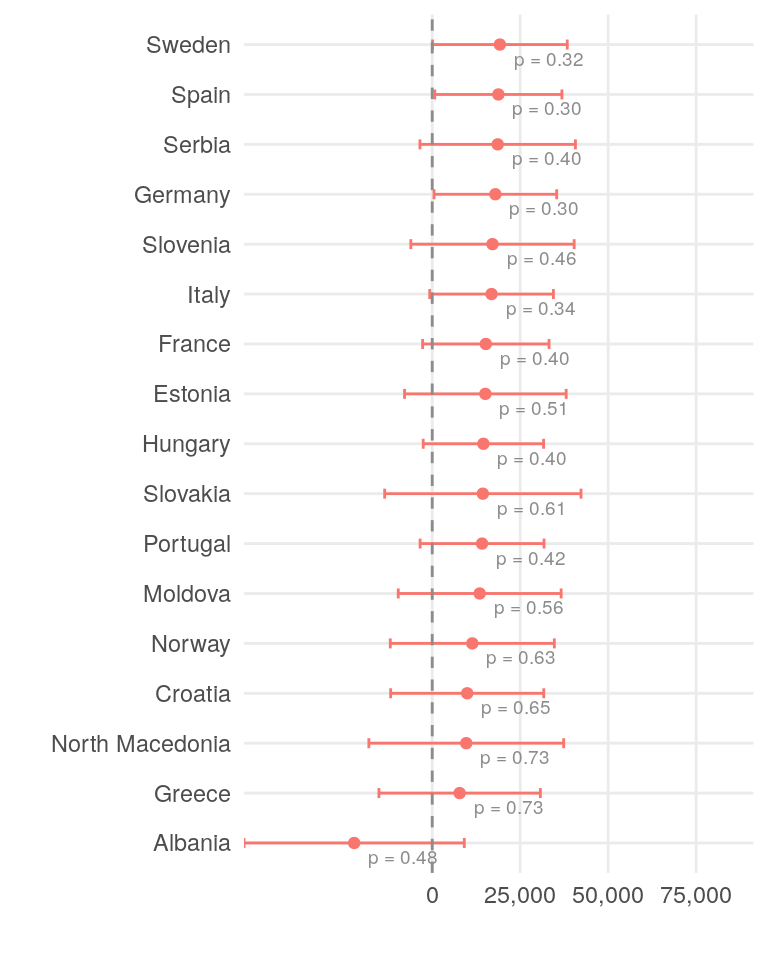 Sweden
p = 0.32
Spain
p = 0.30
Serbia
p = 0.40
Germany
p = 0.30
Slovenia
p = 0.46
Italy
p = 0.34
France
p = 0.40
Estonia
p = 0.51
Hungary
p = 0.40
Slovakia
p = 0.61
Portugal
p = 0.42
Moldova
p = 0.56
Norway
p = 0.63
Croatia
p = 0.65
North Macedonia
p = 0.73
Greece
p = 0.73
Albania
p = 0.48
0 25,000 50,000 75,000